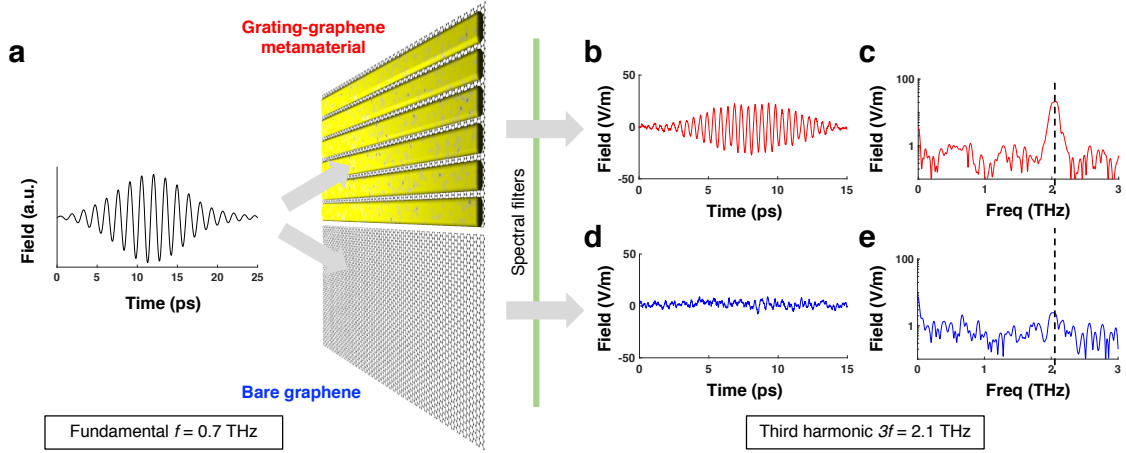 Grating-graphene
metamaterial
a
Field (a.u.)
0
5
10
15
20
25
Time (ps)
Bare graphene
Fundamental f = 0.7 THz
Spectral filters
b
Field (V/m)
50
0
-50
0
5
10
15
Time (ps)
c
Field (V/m)
100
1
0
1
2
3
Freq (THz)
d
Field (V/m)
50
0
-50
0
5
10
15
Time (ps)
e
Field (V/m)
100
1
0
1
2
3
Freq (THz)
Third harmonic 3f = 2.1 THz